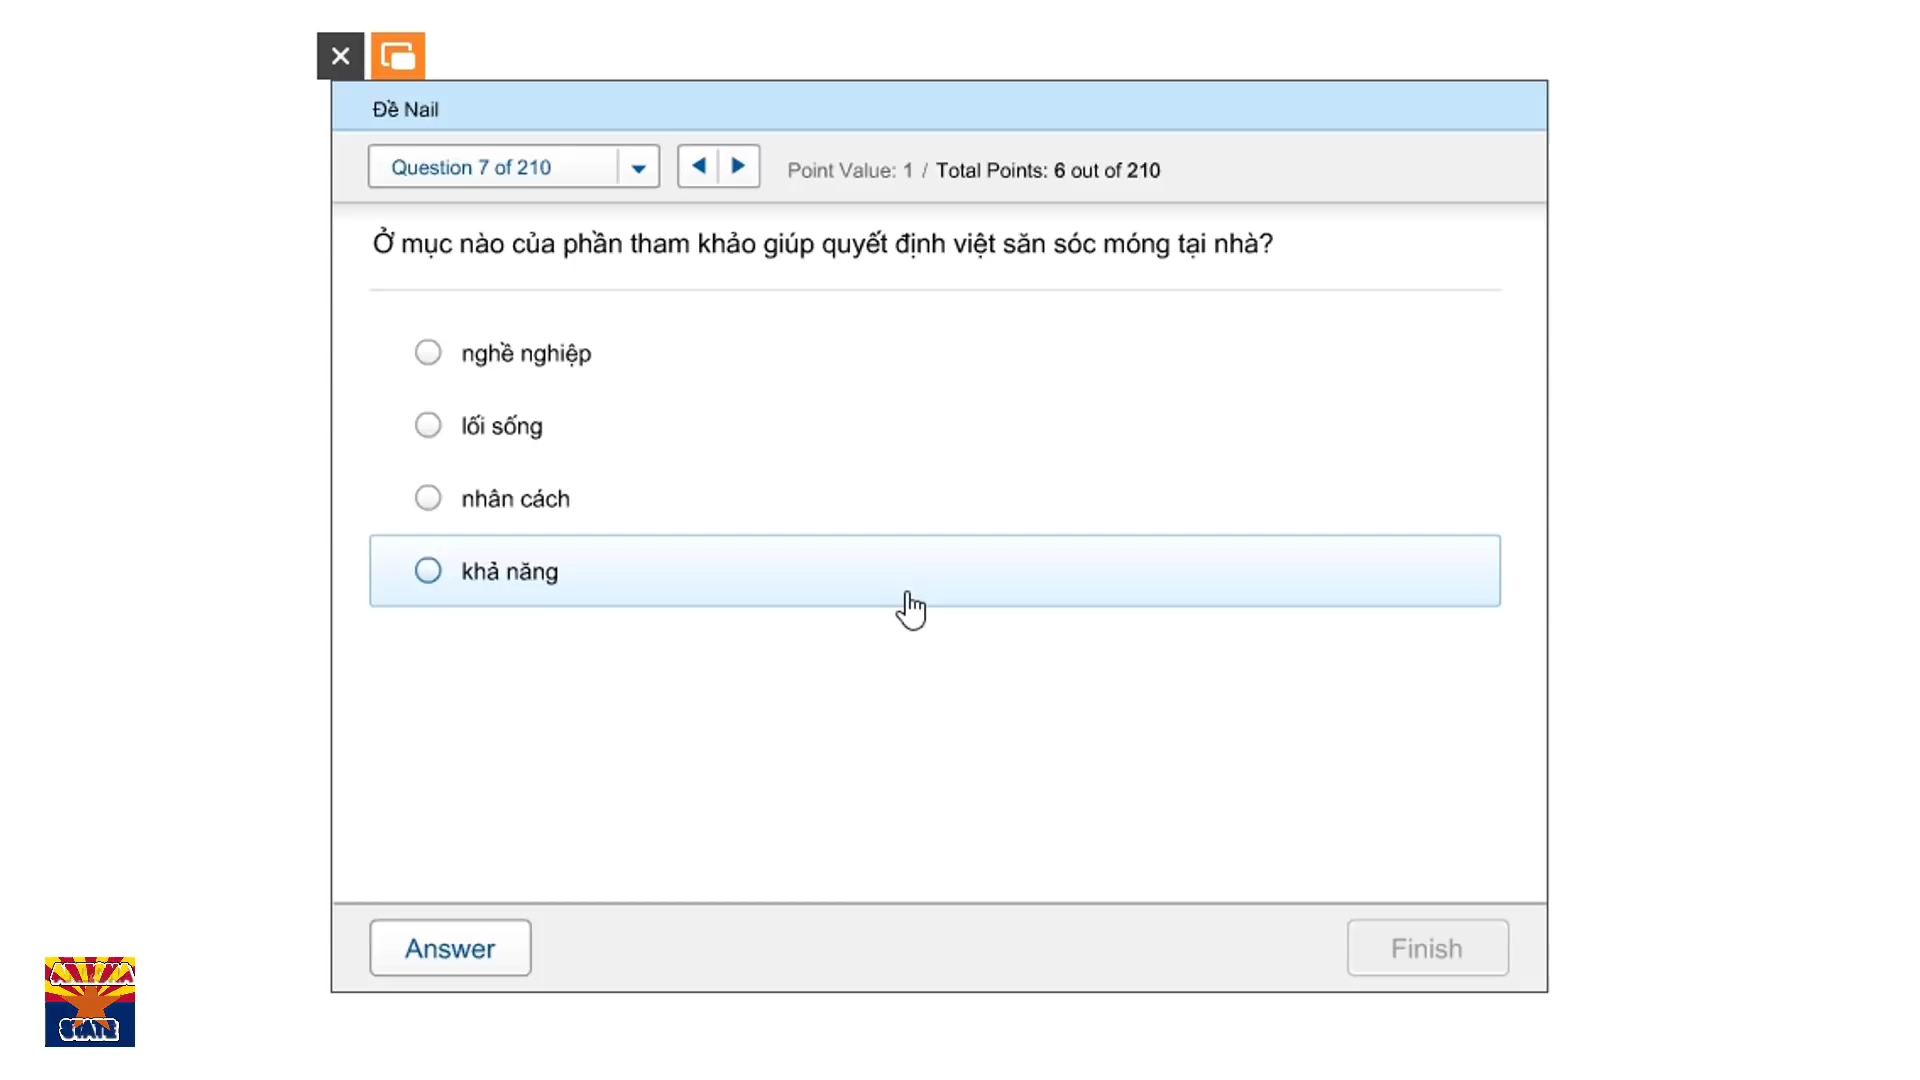 Đề Nail
Question 7 of 210
Point Value: 1 / Total Points: 6 out of 210
Ở mục nào của phần tham khảo giúp quyết định việt săn sóc móng tại nhà?
nghề nghiệp
lối sống
nhân cách
khả năng
Answer
Finish
ARIZONA
STATE